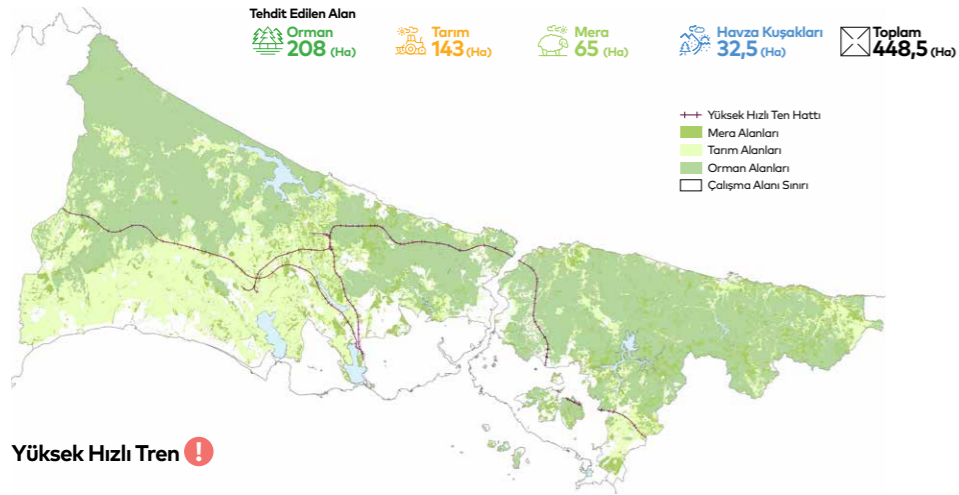 Tehdit Edilen Alan
Orman
208 (Ha)
Tarım
143 (Ha)
Mera
65 (Ha)
Havza Kuşakları
32,5 (Ha)
Toplam
448,5 (Ha)
Yüksek Hızlı Ten Hattı
Mera Alanları
Tarım Alanları
Orman Alanları
Çalışma Alanı Sınırı
Yüksek Hızlı Tren !